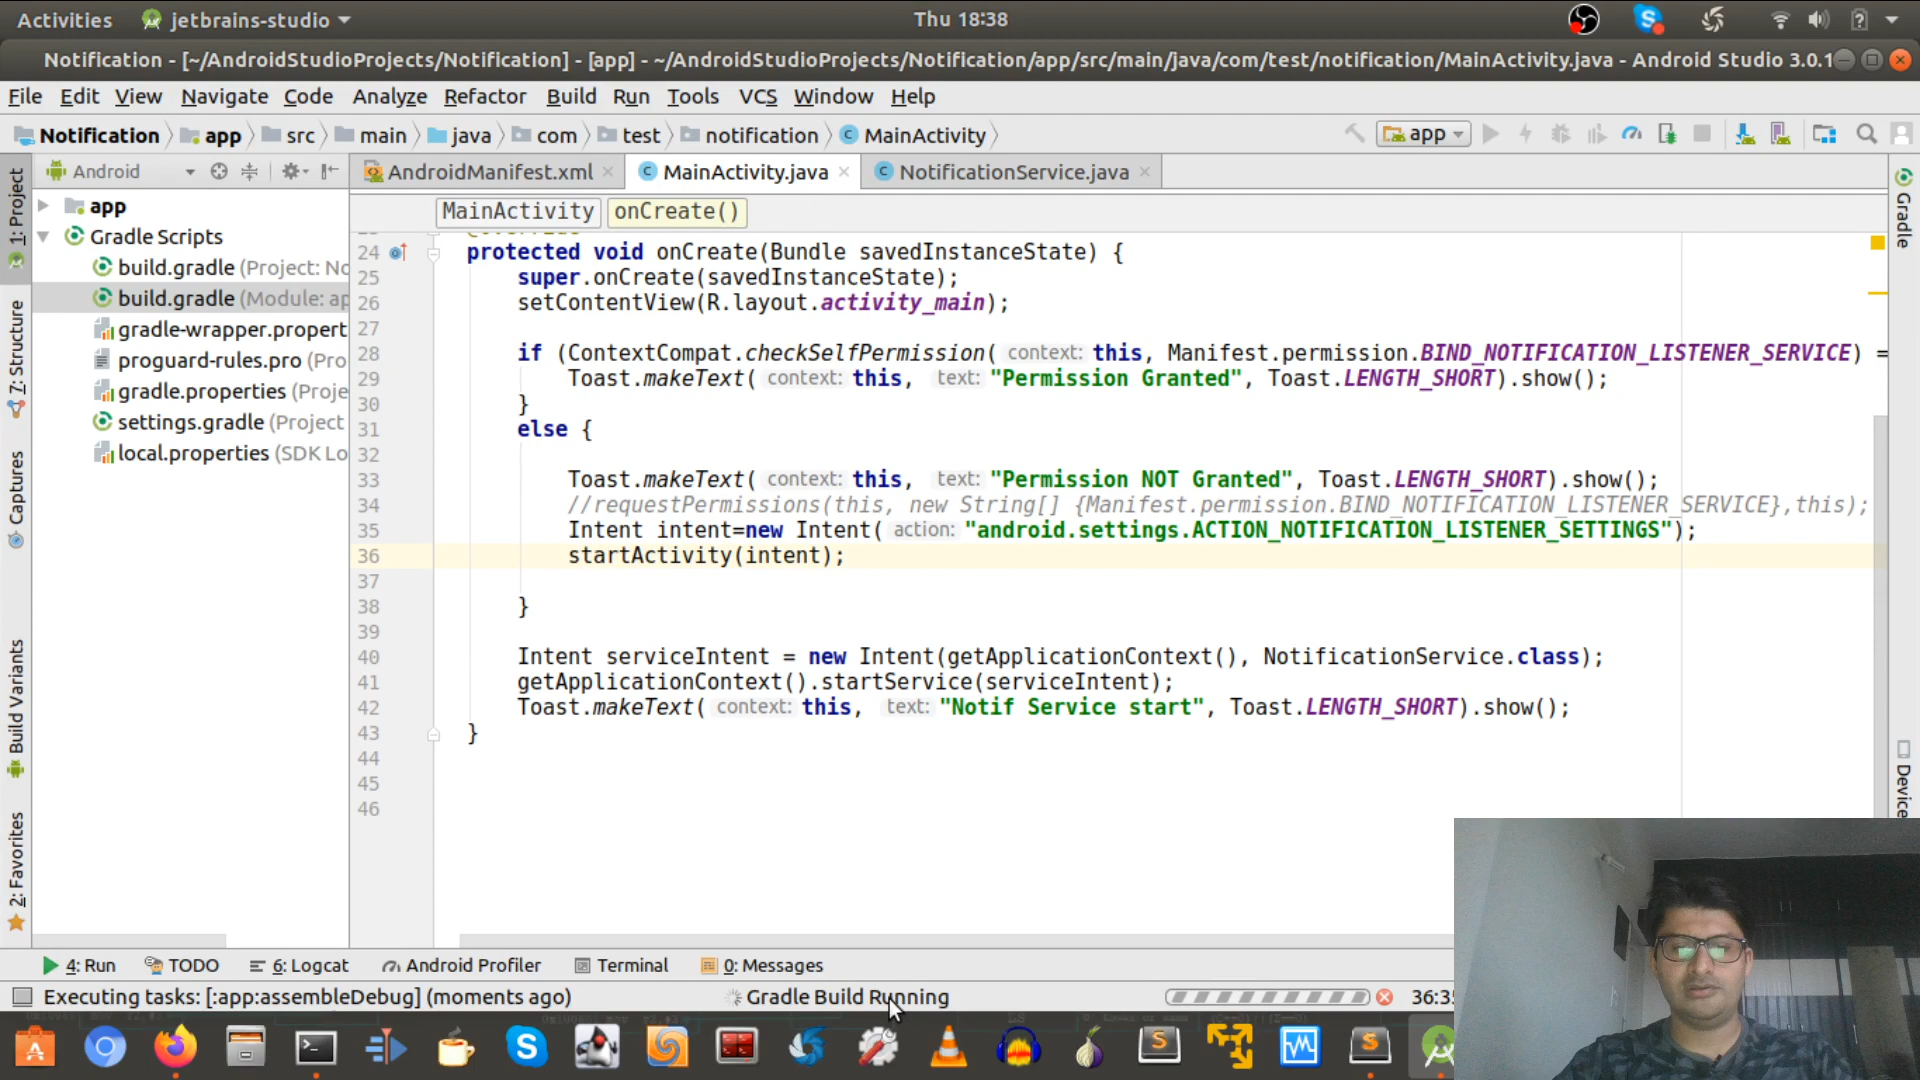 Activities jetbrains-studio Thu 18:38
Notification - [~/AndroidStudioProjects/Notification] - [app] - ~/AndroidStudioProjects/Notification/app/src/main/java/com/test/notification/MainActivity.java - Android Studio 3.0.1
File Edit View Navigate Code Analyze Refactor Build Run Tools VCS Window Help
Notification app src main java com test notification MainActivity app
Android AndroidManifest.xml MainActivity.java NotificationService.java
MainActivity onCreate()
1: Project
7: Structure
Captures
Build Variants
2: Favorites
app
Gradle Scripts
build.gradle (Project: No
build.gradle (Module: ap
gradle-wrapper.propert
proguard-rules.pro (Pro
gradle.properties (Proje
settings.gradle (Project
local.properties (SDK Lo
24 protected void onCreate(Bundle savedInstanceState) {
25 super.onCreate(savedInstanceState);
26 setContentView(R.layout.activity_main);
27
28 if (ContextCompat.checkSelfPermission( context: this, Manifest.permission.BIND_NOTIFICATION_LISTENER_SERVICE) =
29 Toast.makeText( context: this, text: "Permission Granted", Toast.LENGTH_SHORT).show();
30 }
31 else {
32
33 Toast.makeText( context: this, text: "Permission NOT Granted", Toast.LENGTH_SHORT).show();
34 //requestPermissions(this, new String[] {Manifest.permission.BIND_NOTIFICATION_LISTENER_SERVICE},this);
35 Intent intent=new Intent( action: "android.settings.ACTION_NOTIFICATION_LISTENER_SETTINGS");
36 startActivity(intent);
37
38 }
39
40 Intent serviceIntent = new Intent(getApplicationContext(), NotificationService.class);
41 getApplicationContext().startService(serviceIntent);
42 Toast.makeText( context: this, text: "Notif Service start", Toast.LENGTH_SHORT).show();
43 }
44
45
46
Gradle
Device
4: Run TODO 6: Logcat Android Profiler Terminal 0: Messages
Executing tasks: [:app:assembleDebug] (moments ago) Gradle Build Running 36:35